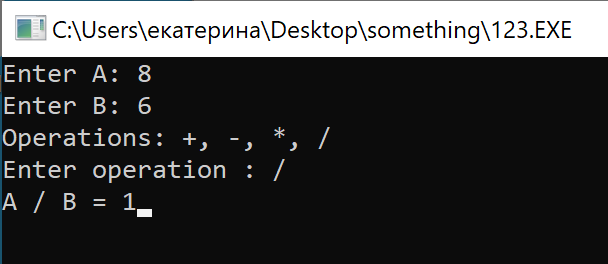 C:\Users\екатерина\Desktop\something\123.EXE
Enter A: 8
Enter B: 6
Operations: +, -, *, /
Enter operation : /
A / B = 1